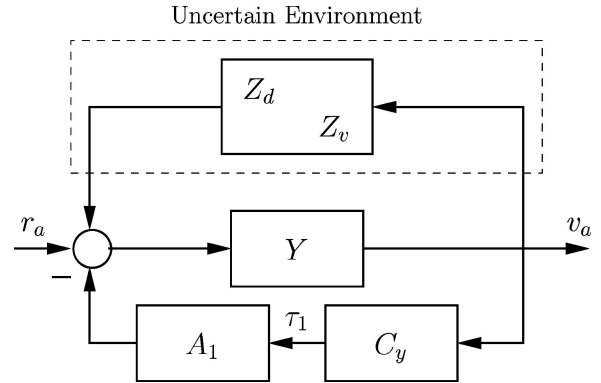 Uncertain Environment
Z_d
Z_v
r_a
v_a
−
Y
τ_1
A_1
C_y